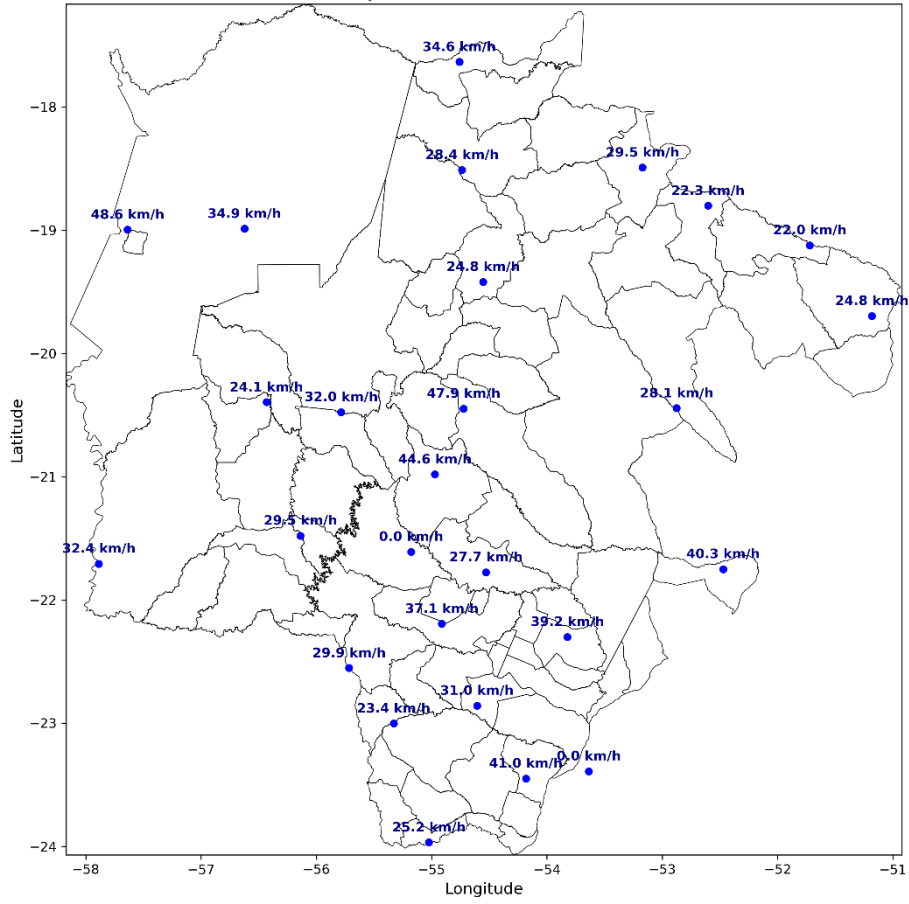 34.6 km/h
28.4 km/h
29.5 km/h
22.3 km/h
48.6 km/h
34.9 km/h
22.0 km/h
24.8 km/h
24.8 km/h
24.1 km/h
32.0 km/h
47.9 km/h
28.1 km/h
44.6 km/h
29.5 km/h
0.0 km/h
32.4 km/h
27.7 km/h
40.3 km/h
37.1 km/h
39.2 km/h
29.9 km/h
31.0 km/h
23.4 km/h
41.0 km/h
0.0 km/h
25.2 km/h
−18
−19
−20
−21
−22
−23
−24
Latitude
−58
−57
−56
−55
−54
−53
−52
−51
Longitude